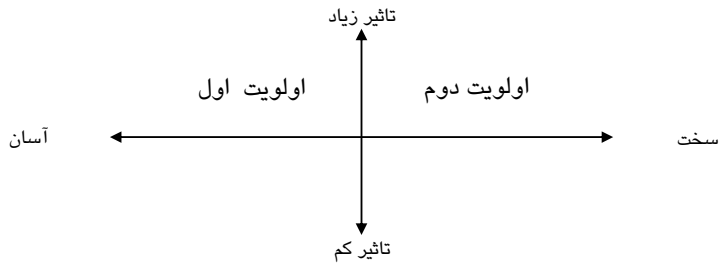 تاثیر زیاد
اولویت دوم
اولویت اول
سخت
آسان
تاثیر کم